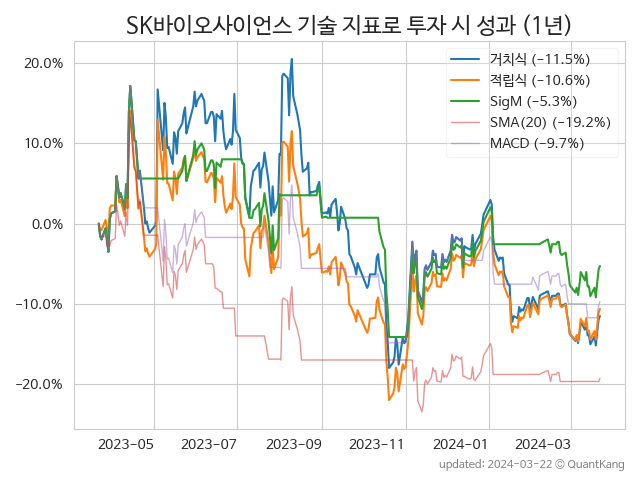 SK바이오사이언스 기술 지표로 투자 시 성과 (1년)
거치식 (−11.5%)
적립식 (−10.6%)
SigM (−5.3%)
SMA(20) (−19.2%)
MACD (−9.7%)
20.0%
10.0%
0.0%
−10.0%
−20.0%
2023-05
2023-07
2023-09
2023-11
2024-01
2024-03
updated: 2024-03-22 © QuantKang